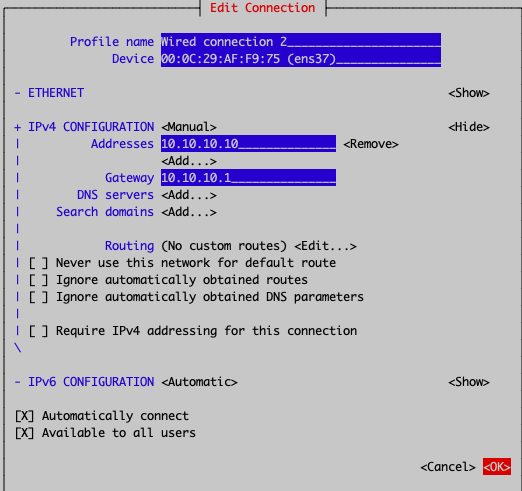 Edit Connection
Profile name Wired connection 2
Device 00:0C:29:AF:F9:75 (ens37)
- ETHERNET <Show>
+ IPv4 CONFIGURATION <Manual> <Hide>
Addresses 10.10.10.10 <Remove>
<Add...>
Gateway 10.10.10.1
DNS servers <Add...>
Search domains <Add...>
Routing (No custom routes) <Edit...>
[ ] Never use this network for default route
[ ] Ignore automatically obtained routes
[ ] Ignore automatically obtained DNS parameters
[ ] Require IPv4 addressing for this connection
- IPv6 CONFIGURATION <Automatic> <Show>
[X] Automatically connect
[X] Available to all users
<Cancel> <OK>